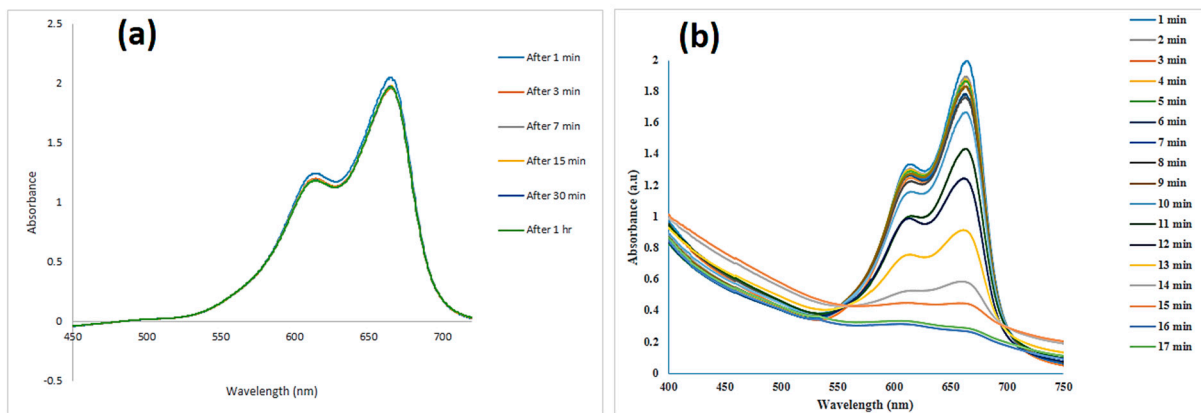 (a)
2.5
2
1.5
1
0.5
0
-0.5
450
500
550
600
650
700
Absorbance
Wavelength (nm)
After 1 min
After 3 min
After 7 min
After 15 min
After 30 min
After 1 hr
(b)
2
1.8
1.6
1.4
1.2
1
0.8
0.6
0.4
0.2
0
400
450
500
550
600
650
700
750
Absorbance (a.u)
Wavelength (nm)
1 min
2 min
3 min
4 min
5 min
6 min
7 min
8 min
9 min
10 min
11 min
12 min
13 min
14 min
15 min
16 min
17 min